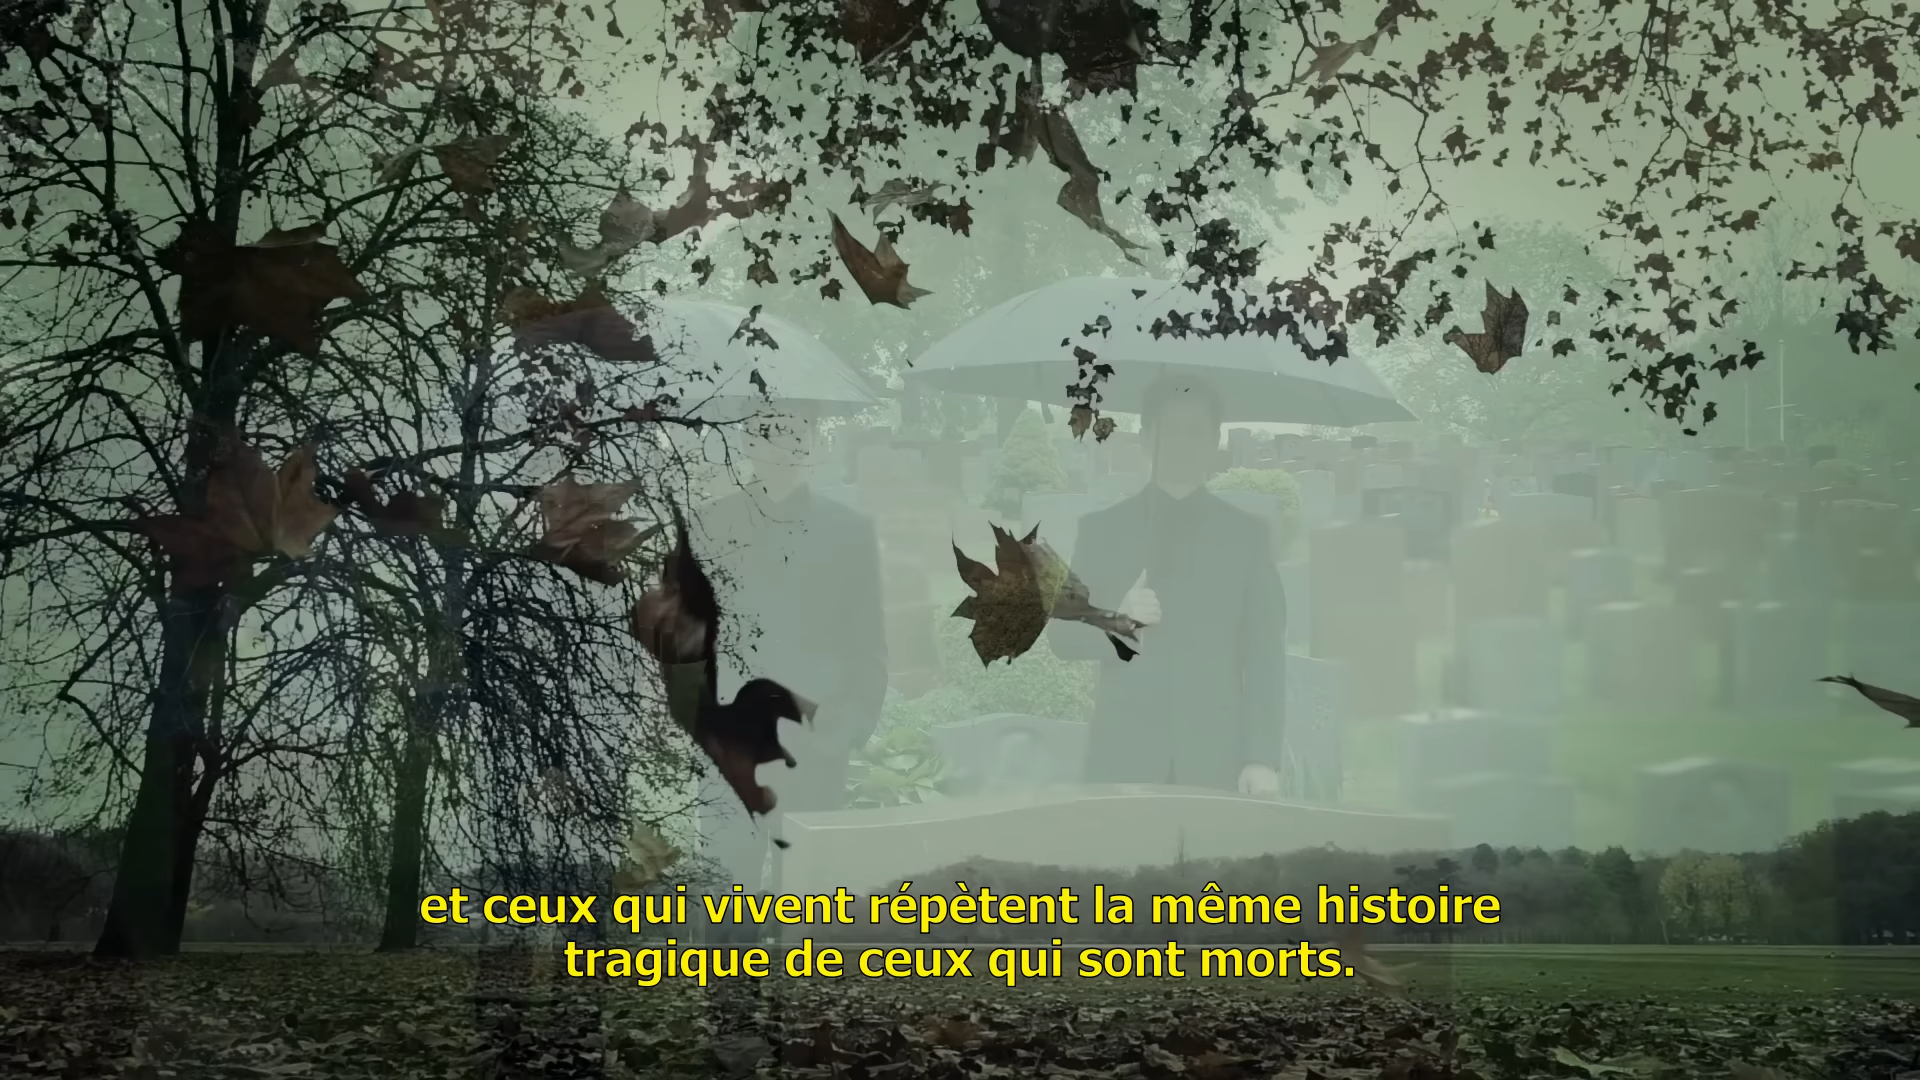 et ceux qui vivent répètent la même histoire
tragique de ceux qui sont morts.